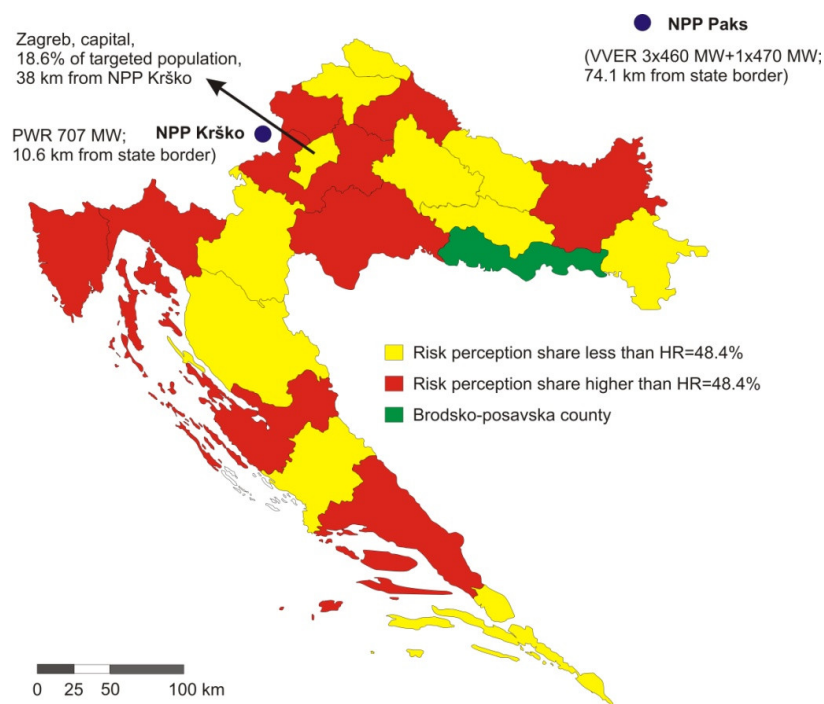 Zagreb, capital,
18.6% of targeted population,
38 km from NPP Krško
NPP Paks
(VVER 3x460 MW+1x470 MW;
74.1 km from state border)
PWR 707 MW;
10.6 km from state border)
NPP Krško
Risk perception share less than HR=48.4%
Risk perception share higher than HR=48.4%
Brodsko-posavska county
0 25 50 100 km